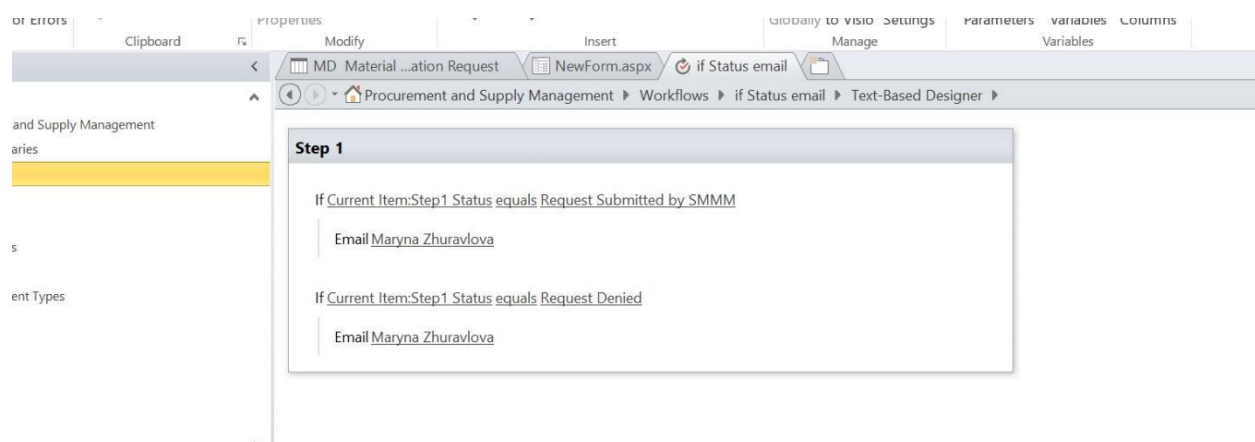 or Errors
Properties
Globally to Visio Settings
Parameters Variables Columns
Clipboard
Modify
Insert
Manage
Variables
MD Material ...ation Request
NewForm.aspx
if Status email
Procurement and Supply Management
Workflows
if Status email
Text-Based Designer
and Supply Management
aries
s
ent Types
Step 1
If Current Item:Step1 Status equals Request Submitted by SMMM
Email Maryna Zhuravlova
If Current Item:Step1 Status equals Request Denied
Email Maryna Zhuravlova